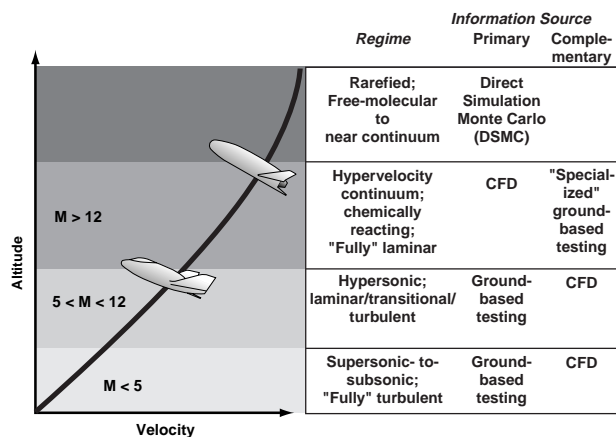 Information Source
Regime
Primary
Comple-
mentary
Rarefied;
Free-molecular
to
near continuum
Direct
Simulation
Monte Carlo
(DSMC)
M > 12
Hypervelocity
continuum;
chemically
reacting;
"Fully" laminar
CFD
"Special-
ized"
ground-
based
testing
5 < M < 12
Hypersonic;
laminar/transitional/
turbulent
Ground-
based
testing
CFD
M < 5
Supersonic- to-
subsonic;
"Fully" turbulent
Ground-
based
testing
CFD
Altitude
Velocity